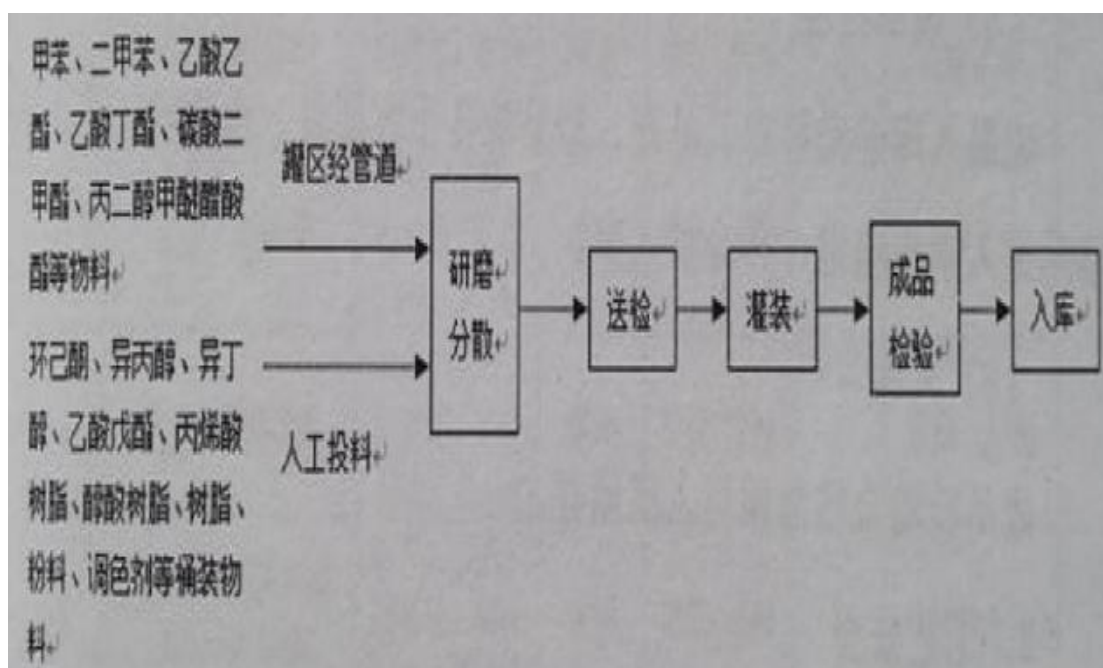 甲苯、二甲苯、乙酸乙
酯、乙酸丁酯、碳酸二
甲酯、丙二醇甲醚醋酸
酯等物料
罐区经管道
环己酮、异丙醇、异丁
醇、乙酸戊酯、丙烯酸
树脂、醇酸树脂、树脂、
粉料、调色剂等桶装物
料
人工投料
研磨
分散
送检
灌装
成品
检验
入库